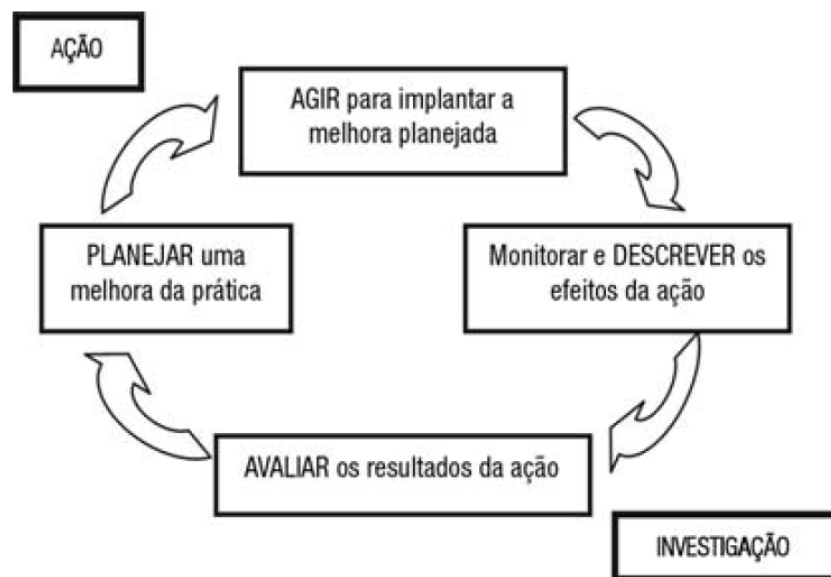 AÇÃO
AGIR para implantar a
melhora planejada
PLANEJAR uma
melhora da prática
Monitorar e DESCREVER os
efeitos da ação
AVALIAR os resultados da ação
INVESTIGAÇÃO